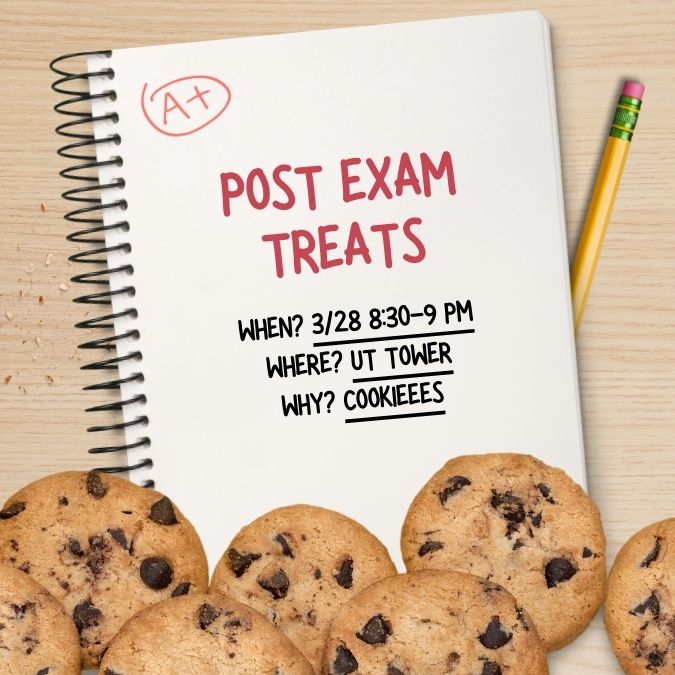 A+
POST EXAM
TREATS
WHEN? 3/28 8:30-9 PM
WHERE? UT TOWER
WHY? COOKIEEES